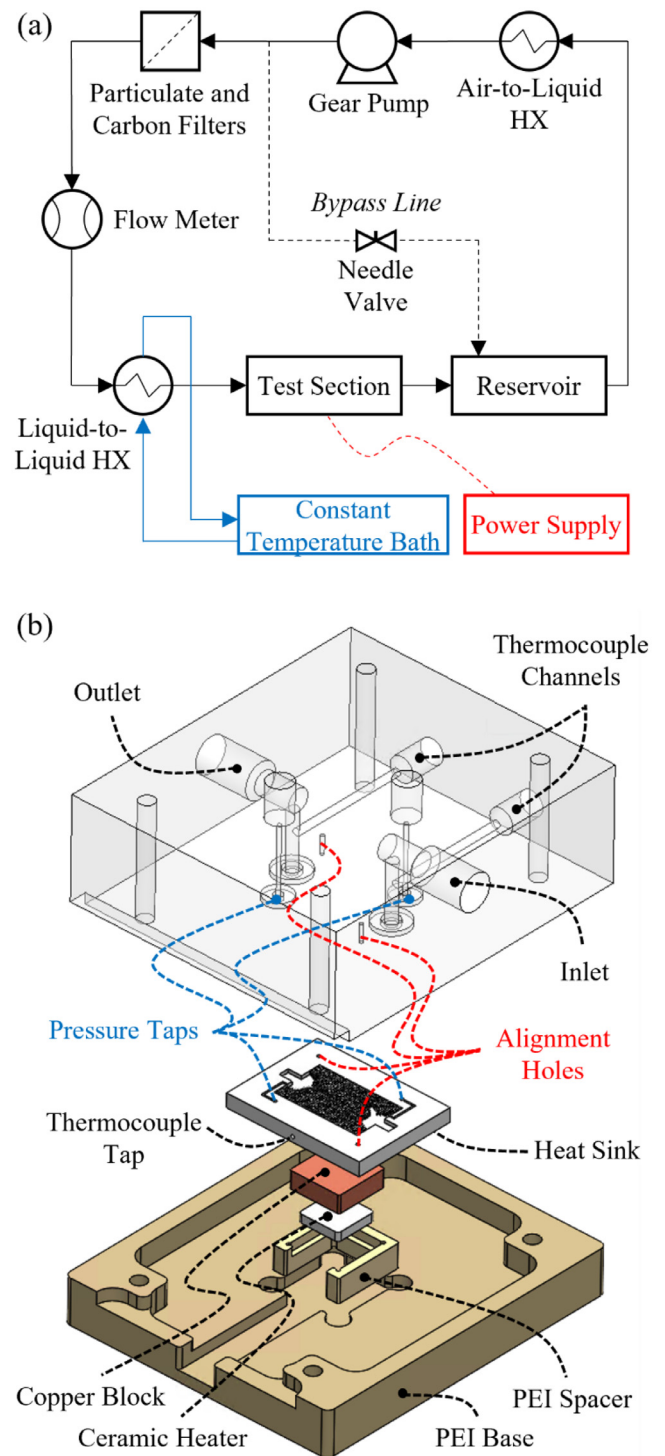 (a)
Particulate and
Carbon Filters
Gear Pump
Air-to-Liquid
HX
Flow Meter
Bypass Line
Needle
Valve
Liquid-to-
Liquid HX
Test Section
Reservoir
Constant
Temperature Bath
Power Supply
(b)
Thermocouple
Channels
Outlet
Inlet
Pressure Taps
Alignment
Holes
Thermocouple
Tap
Heat Sink
Copper Block
Ceramic Heater
PEI Spacer
PEI Base